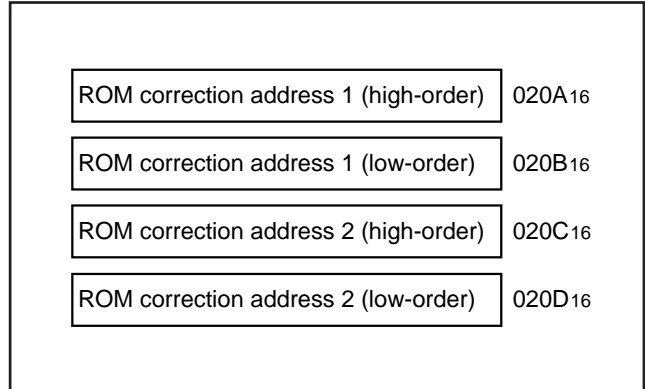 ROM correction address 1 (high-order) 020A16
ROM correction address 1 (low-order) 020B16
ROM correction address 2 (high-order) 020C16
ROM correction address 2 (low-order) 020D16